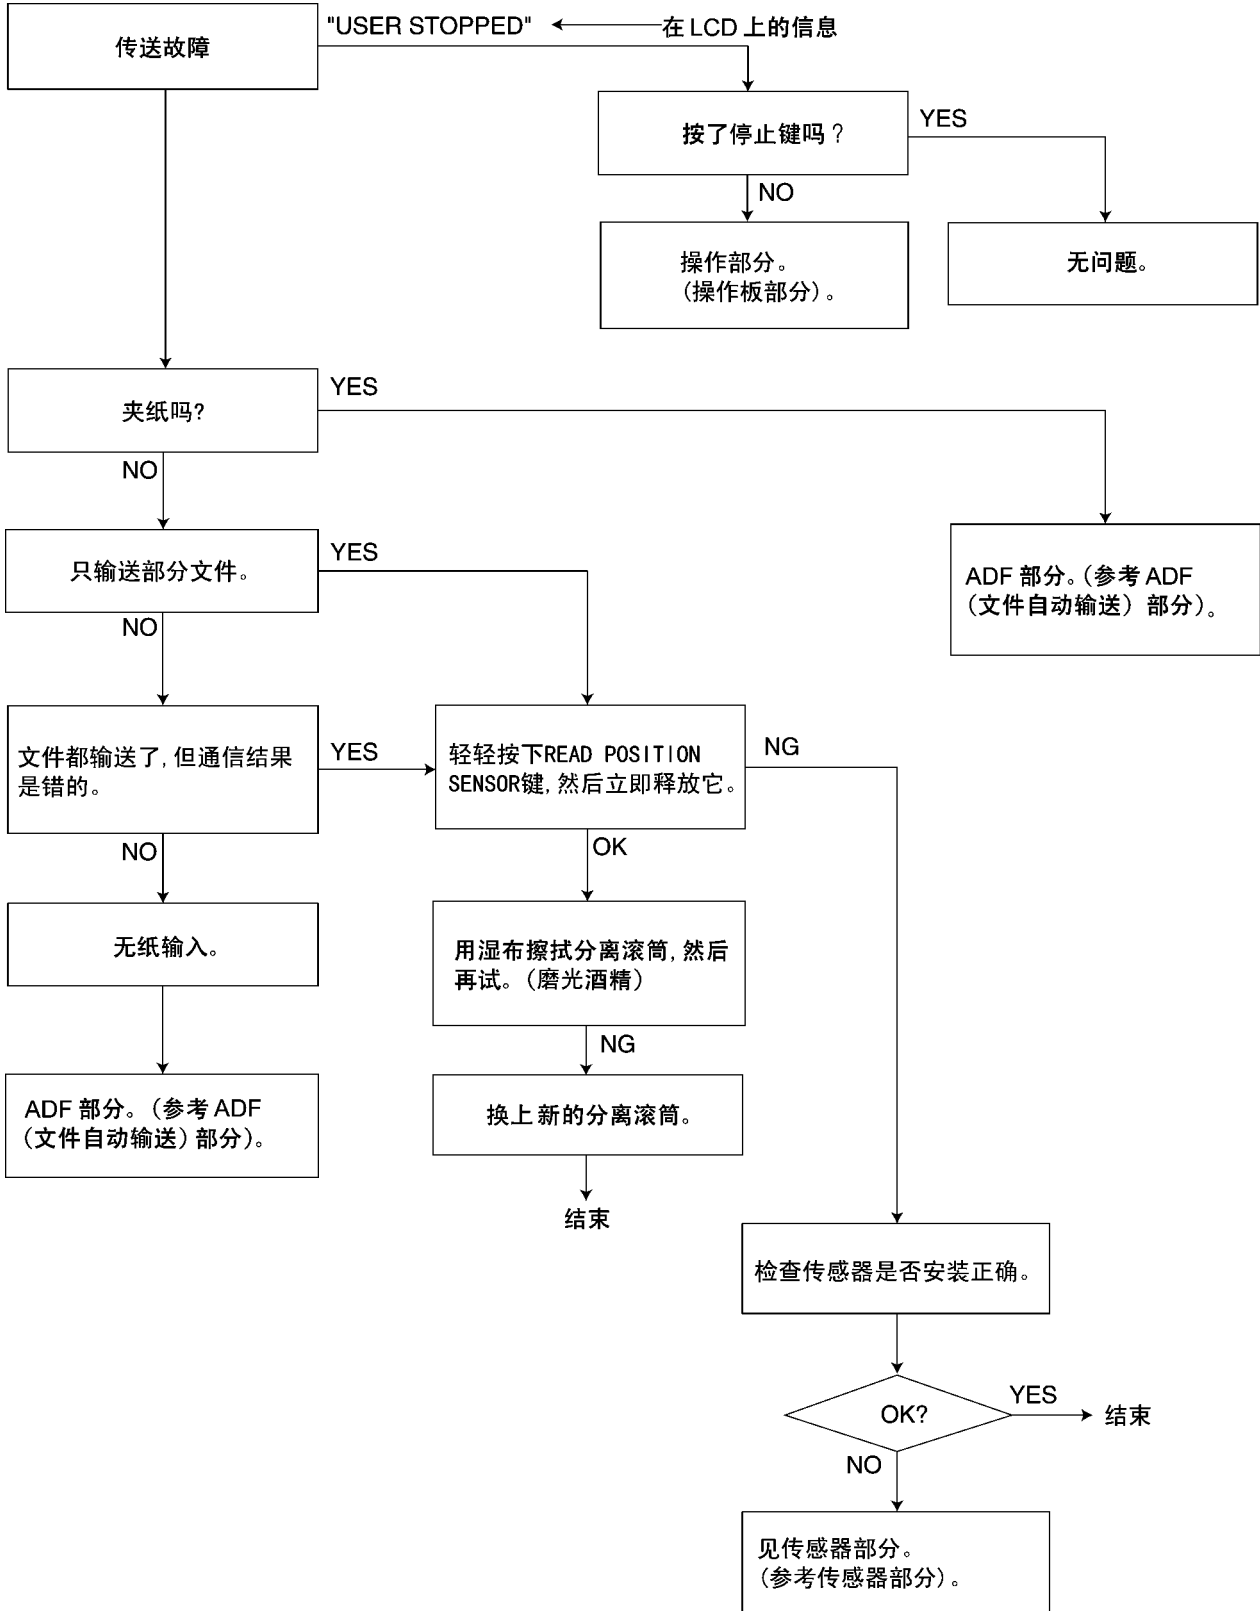 传送故障
"USER STOPPED"
在 LCD 上的信息
按了停止键吗？
YES
NO
操作部分。
(操作板部分)。
无问题。
夹纸吗?
YES
NO
只输送部分文件。
YES
NO
ADF 部分。(参考 ADF
(文件自动输送) 部分)。
文件都输送了,但通信结果
是错的。
YES
轻轻按下READ POSITION
SENSOR键,然后立即释放它。
NG
NO
OK
无纸输入。
用湿布擦拭分离滚筒,然后
再试。(磨光酒精)
NG
ADF 部分。(参考 ADF
(文件自动输送) 部分)。
换上新的分离滚筒。
结束
检查传感器是否安装正确。
OK?
YES
结束
NO
见传感器部分。
(参考传感器部分)。